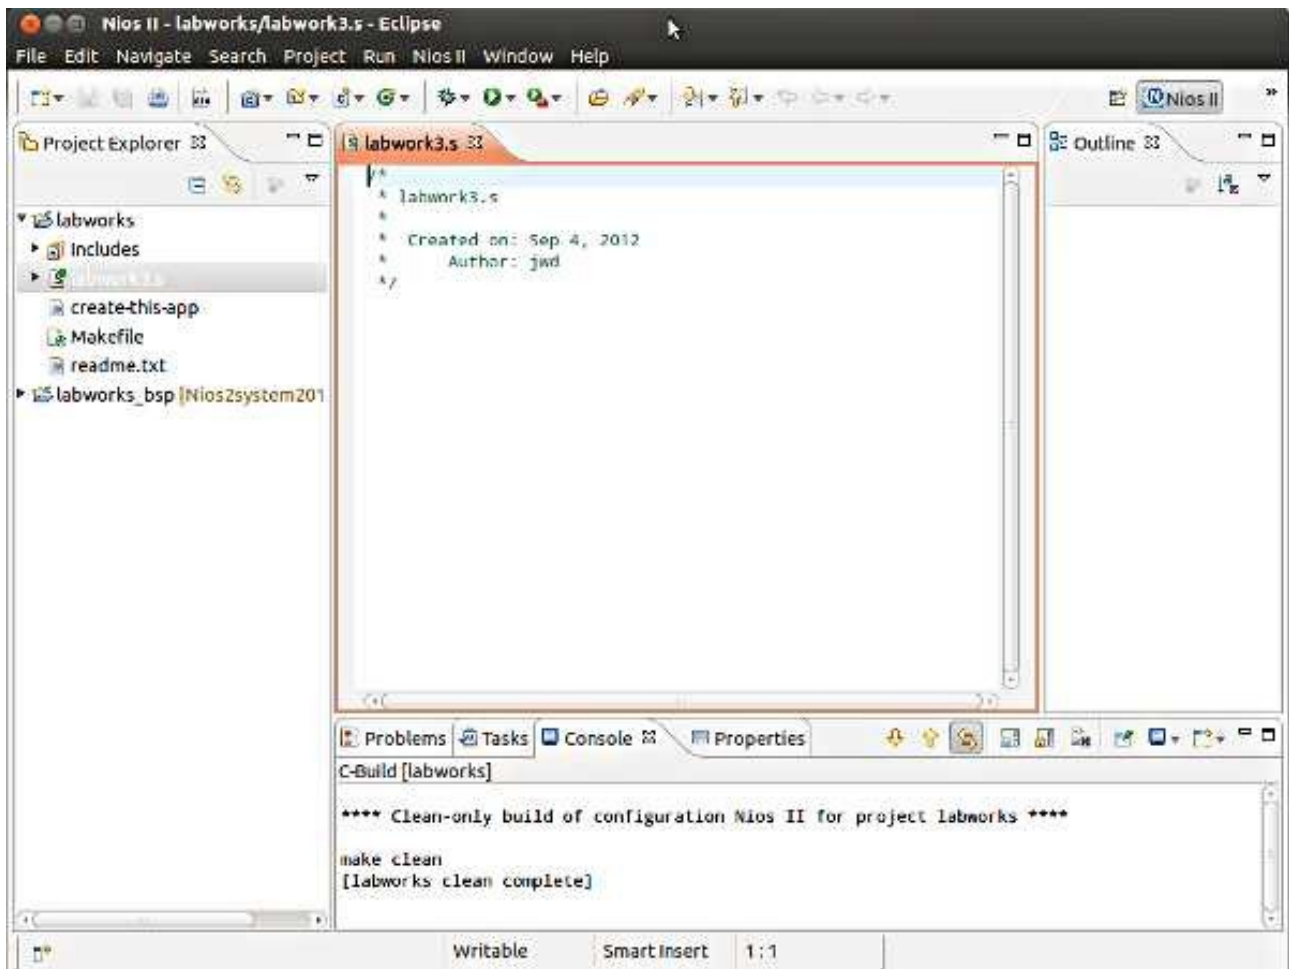 Nios II - labworks/labwork3.s - Eclipse
File Edit Navigate Search Project Run Nios II Window Help
Nios II
Project Explorer
labworks
Includes
create-this-app
Makefile
readme.txt
labworks_bsp [Nios2system201
labwork3.s
/*
* labwork3.s
*
* Created on: Sep 4, 2012
* Author: jwd
*/
Outline
Problems Tasks Console Properties
C-Build [labworks]
**** Clean-only build of configuration Nios II for project labworks ****
make clean
[labworks clean complete]
Writable Smart Insert 1 : 1